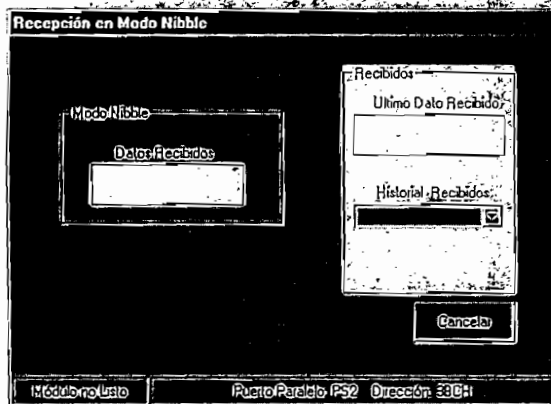 Recepción en Modo Nibble
Modo Nibble
Datos Recibidos
Recibidos
Ultimo Dato Recibido
Historial Recibidos
Cancelar
Módulo no Listo
Puerto Paralelo: PS2 Dirección: